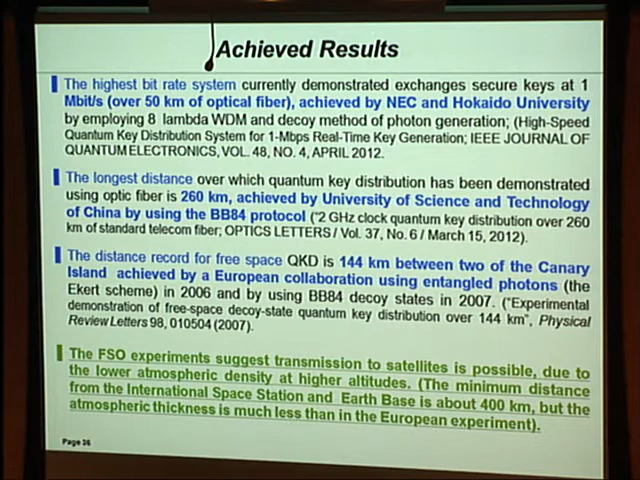 Achieved Results
The highest bit rate system currently demonstrated exchanges secure keys at 1
Mbit/s (over 50 km of optical fiber), achieved by NEC and Hokaido University
by employing 8 lambda WDM and decoy method of photon generation; (High-Speed
Quantum Key Distribution System for 1-Mbps Real-Time Key Generation; IEEE JOURNAL OF
QUANTUM ELECTRONICS, VOL. 48, NO. 4, APRIL 2012.
The longest distance over which quantum key distribution has been demonstrated
using optic fiber is 260 km, achieved by University of Science and Technology
of China by using the BB84 protocol ("2 GHz clock quantum key distribution over 260
km of standard telecom fiber; OPTICS LETTERS / Vol. 37, No. 6 / March 15, 2012).
The distance record for free space QKD is 144 km between two of the Canary
Island achieved by a European collaboration using entangled photons (the
Ekert scheme) in 2006 and by using BB84 decoy states in 2007. ("Experimental
demonstration of free-space decoy-state quantum key distribution over 144 km", Physical
Review Letters 98, 010504 (2007).
The FSO experiments suggest transmission to satellites is possible, due to
the lower atmospheric density at higher altitudes. (The minimum distance
from the International Space Station and Earth Base is about 400 km, but the
atmospheric thickness is much less than in the European experiment).
Page 36